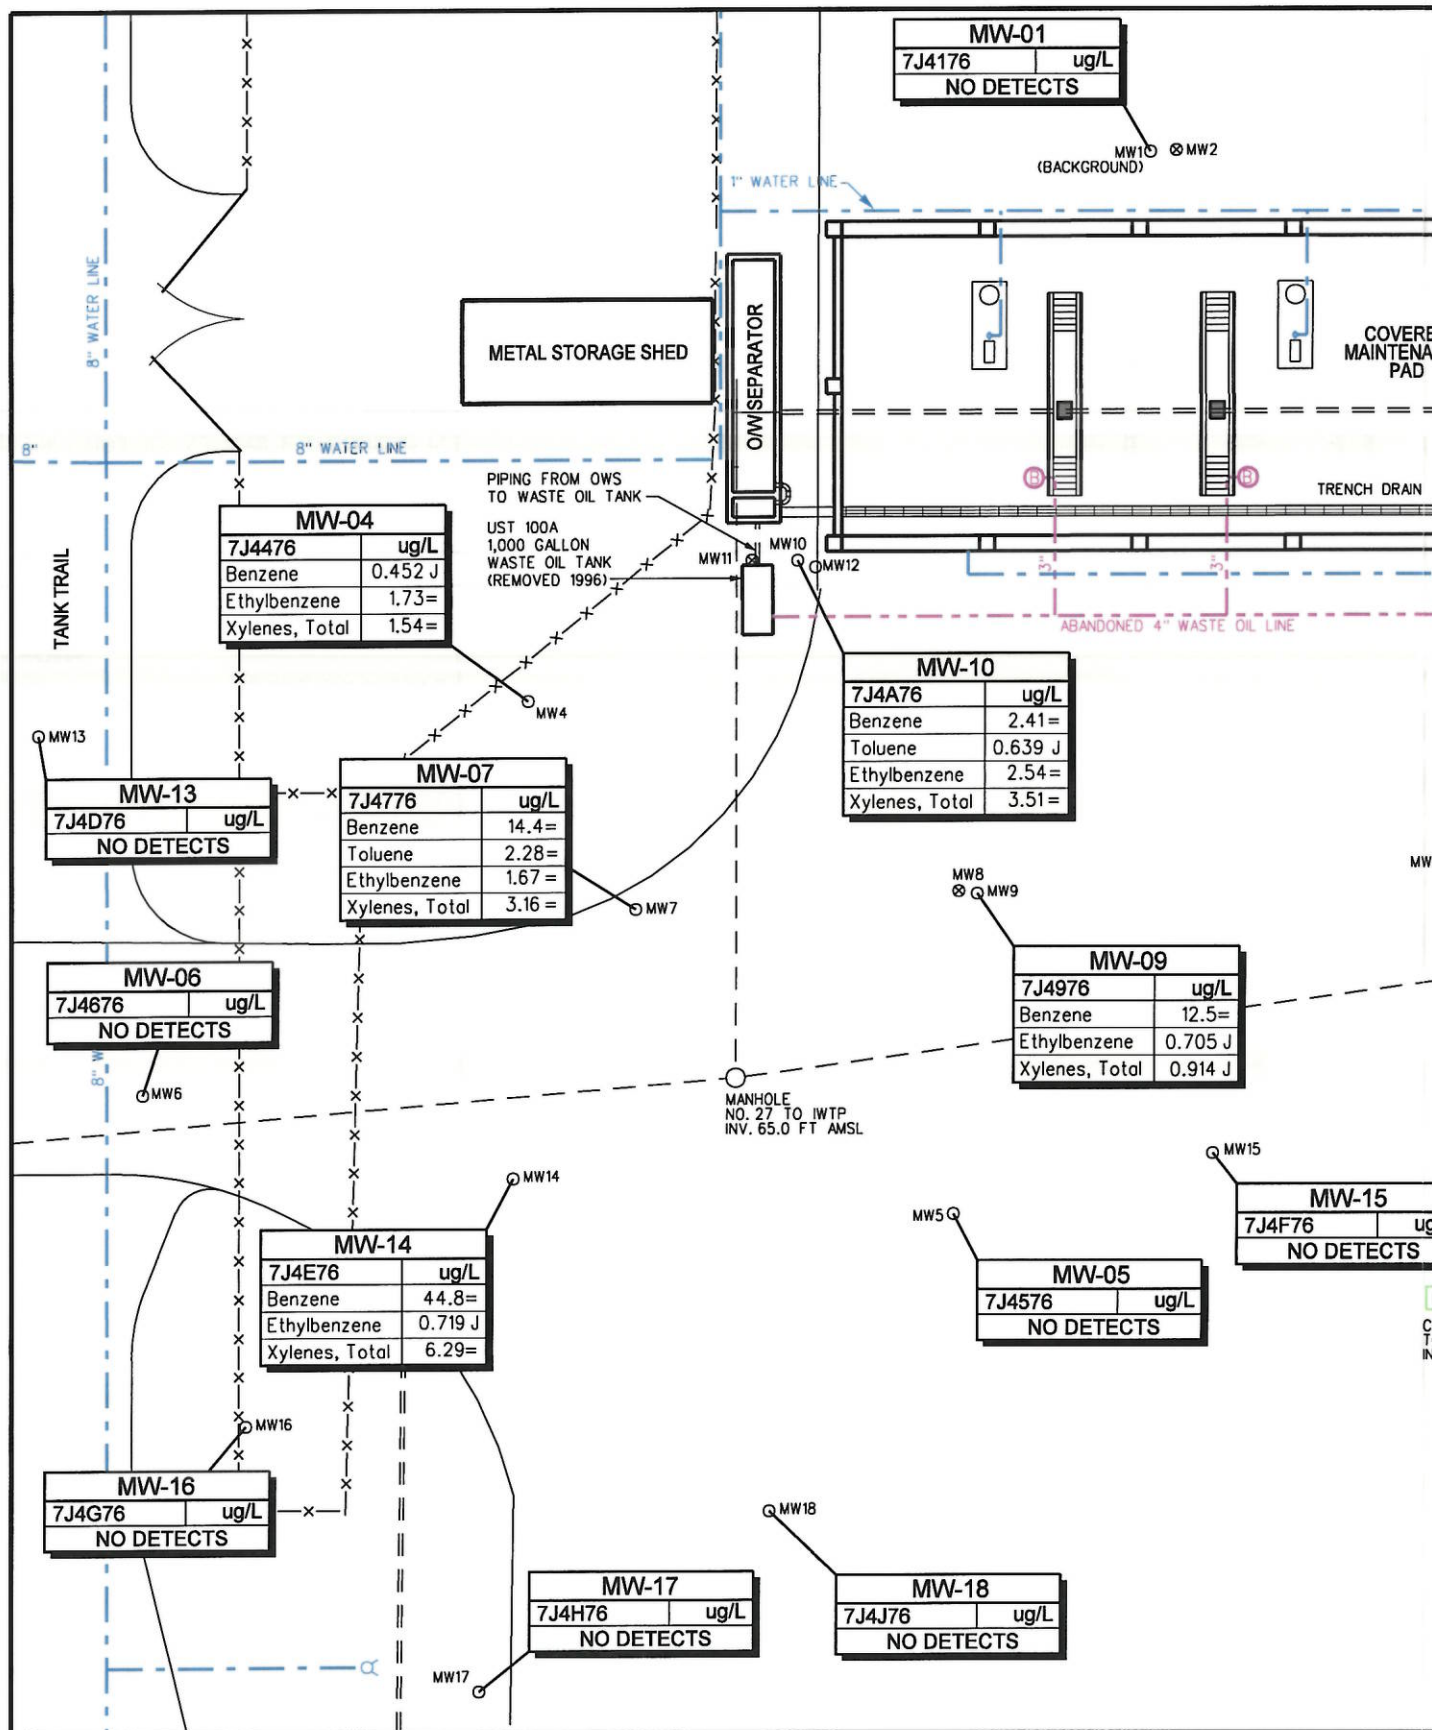 MW-01
7J4176 ug/L
NO DETECTS
MW1
(BACKGROUND)
MW2
1" WATER LINE
8" WATER LINE
METAL STORAGE SHED
O/W SEPARATOR
MAINTENA
PAD
8"
8" WATER LINE
PIPING FROM OWS
TO WASTE OIL TANK
B
B
TRENCH DRAIN
UST 100A
1,000 GALLON
WASTE OIL TANK
(REMOVED 1996)
MW11
MW10
MW12
3"
3"
ABANDONED 4" WASTE OIL LINE
TANK TRAIL
MW-04
7J4476 ug/L
Benzene 0.452 J
Ethylbenzene 1.73=
Xylenes, Total 1.54=
MW4
MW-10
7J4A76 ug/L
Benzene 2.41=
Toluene 0.639 J
Ethylbenzene 2.54=
Xylenes, Total 3.51=
MW13
MW-13
7J4D76 ug/L
NO DETECTS
MW-07
7J4776 ug/L
Benzene 14.4=
Toluene 2.28=
Ethylbenzene 1.67=
Xylenes, Total 3.16 =
MW7
MW8
MW9
MW
MW-09
7J4976 ug/L
Benzene 12.5=
Ethylbenzene 0.705 J
Xylenes, Total 0.914 J
MW-06
7J4676 ug/L
NO DETECTS
8" W
MW6
MANHOLE
NO. 27 TO IWTP
INV. 65.0 FT AMSL
MW14
MW-14
7J4E76 ug/L
Benzene 44.8=
Ethylbenzene 0.719 J
Xylenes, Total 6.29=
MW15
MW-15
7J4F76 ug
NO DETECTS
MW5
MW-05
7J4576 ug/L
NO DETECTS
MW16
MW-16
7J4G76 ug/L
NO DETECTS
MW18
MW-18
7J4J76 ug/L
NO DETECTS
MW-17
7J4H76 ug/L
NO DETECTS
MW17